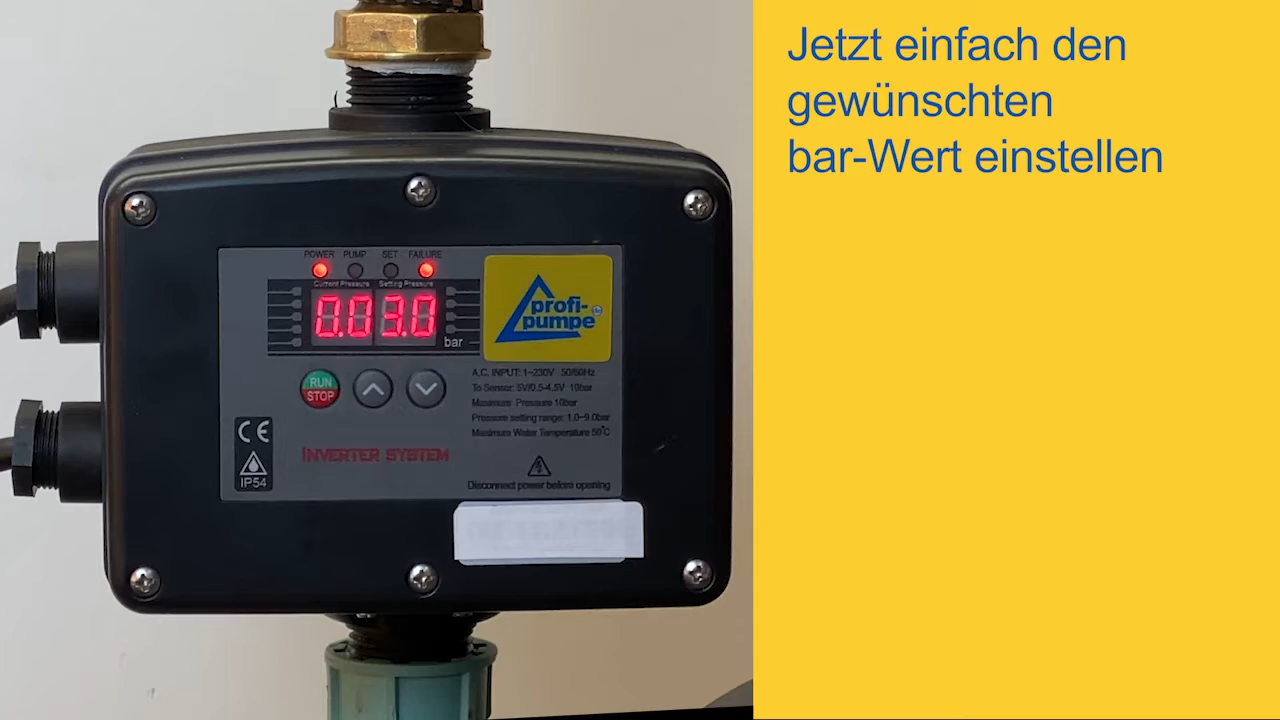 Jetzt einfach den
gewünschten
bar-Wert einstellen
POWER PUMP SET FAILURE
Current Pressure Setting Pressure
0.0 3.0
bar
profi-
pumpe®
RUN
STOP
A.C. INPUT: 1~230V 50/60Hz
To Sensor: 5V/0.5-4.5V 10bar
Maximum Pressure 10bar
Pressure setting range: 1.0~9.0bar
Maximum Water Temperature 50°C
CE
INVERTER SYSTEM
IP54
Disconnect power before opening